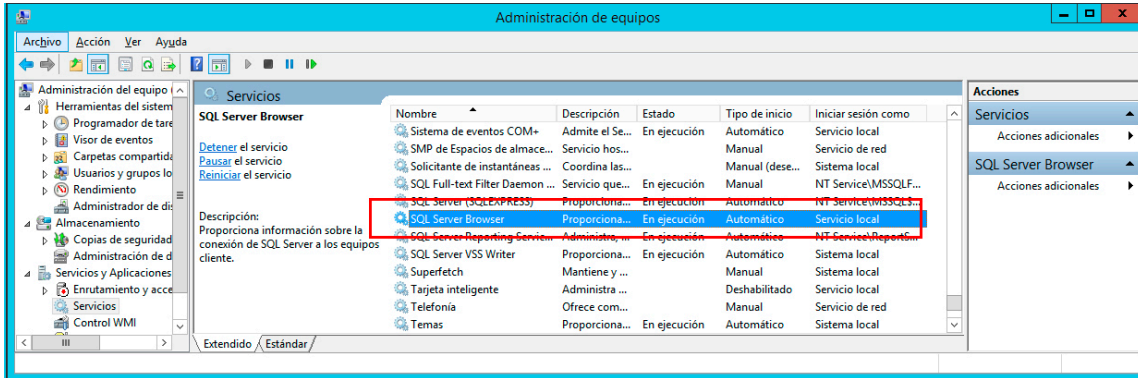 Administración de equipos
Archivo Acción Ver Ayuda
Administración del equipo (
Herramientas del sistem
Programador de tare
Visor de eventos
Carpetas compartida
Usuarios y grupos lo
Rendimiento
Administrador de dis
Almacenamiento
Copias de seguridad
Administración de d
Servicios y Aplicaciones
Enrutamiento y acce
Servicios
Control WMI
Servicios
SQL Server Browser
Detener el servicio
Pausar el servicio
Reiniciar el servicio
Descripción:
Proporciona información sobre la
conexión de SQL Server a los equipos
cliente.
Nombre Descripción Estado Tipo de inicio Iniciar sesión como
Sistema de eventos COM+ Admite el Se... En ejecución Automático Servicio local
SMP de Espacios de almace... Servicio hos... Manual Servicio de red
Solicitante de instantáneas ... Coordina las... Manual (dese... Sistema local
SQL Full-text Filter Daemon ... Servicio que... En ejecución Manual NT Service\MSSQLF...
SQL Server (SQLEXPRESS) Proporciona... En ejecución Automático NT Service\MSSQL$...
SQL Server Browser Proporciona... En ejecución Automático Servicio local
SQL Server Reporting Servic... Administra, ... En ejecución Automático NT Service\ReportS...
SQL Server VSS Writer Proporciona... En ejecución Automático Sistema local
Superfetch Mantiene y ... Manual Sistema local
Tarjeta inteligente Administra ... Deshabilitado Servicio local
Telefonía Ofrece com... Manual Servicio de red
Temas Proporciona... En ejecución Automático Sistema local
Extendido Estándar
Acciones
Servicios
Acciones adicionales
SQL Server Browser
Acciones adicionales